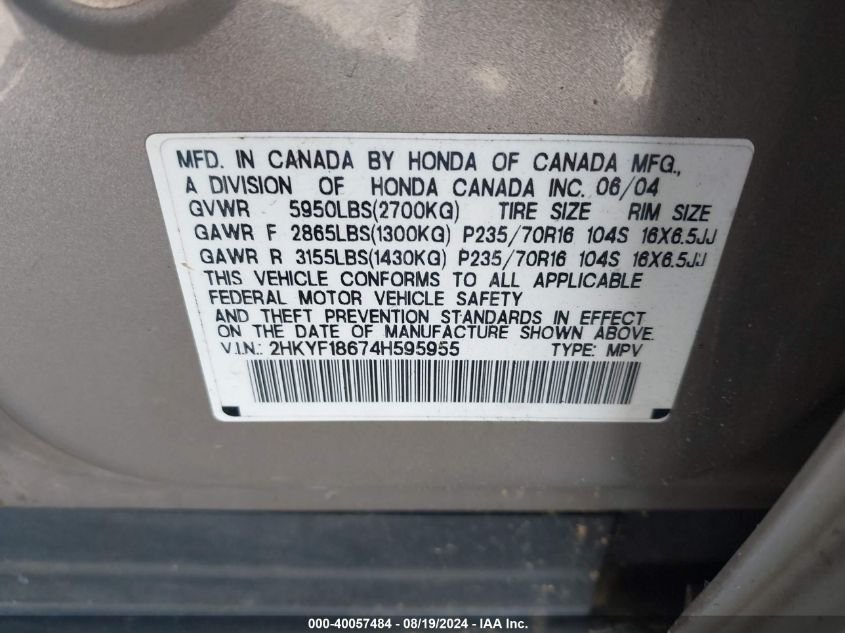 MFD. IN CANADA BY HONDA OF CANADA MFG.,
A DIVISION OF HONDA CANADA INC. 06/04
GVWR 5950LBS(2700KG) TIRE SIZE RIM SIZE
GAWR F 2865LBS(1300KG) P235/70R16 104S 16X6.5JJ
GAWR R 3155LBS(1430KG) P235/70R16 104S 16X6.5JJ
THIS VEHICLE CONFORMS TO ALL APPLICABLE
FEDERAL MOTOR VEHICLE SAFETY
AND THEFT PREVENTION STANDARDS IN EFFECT
ON THE DATE OF MANUFACTURE SHOWN ABOVE.
V.I.N.: 2HKYF18674H595955 TYPE: MPV
000-40057484 - 08/19/2024 - IAA Inc.